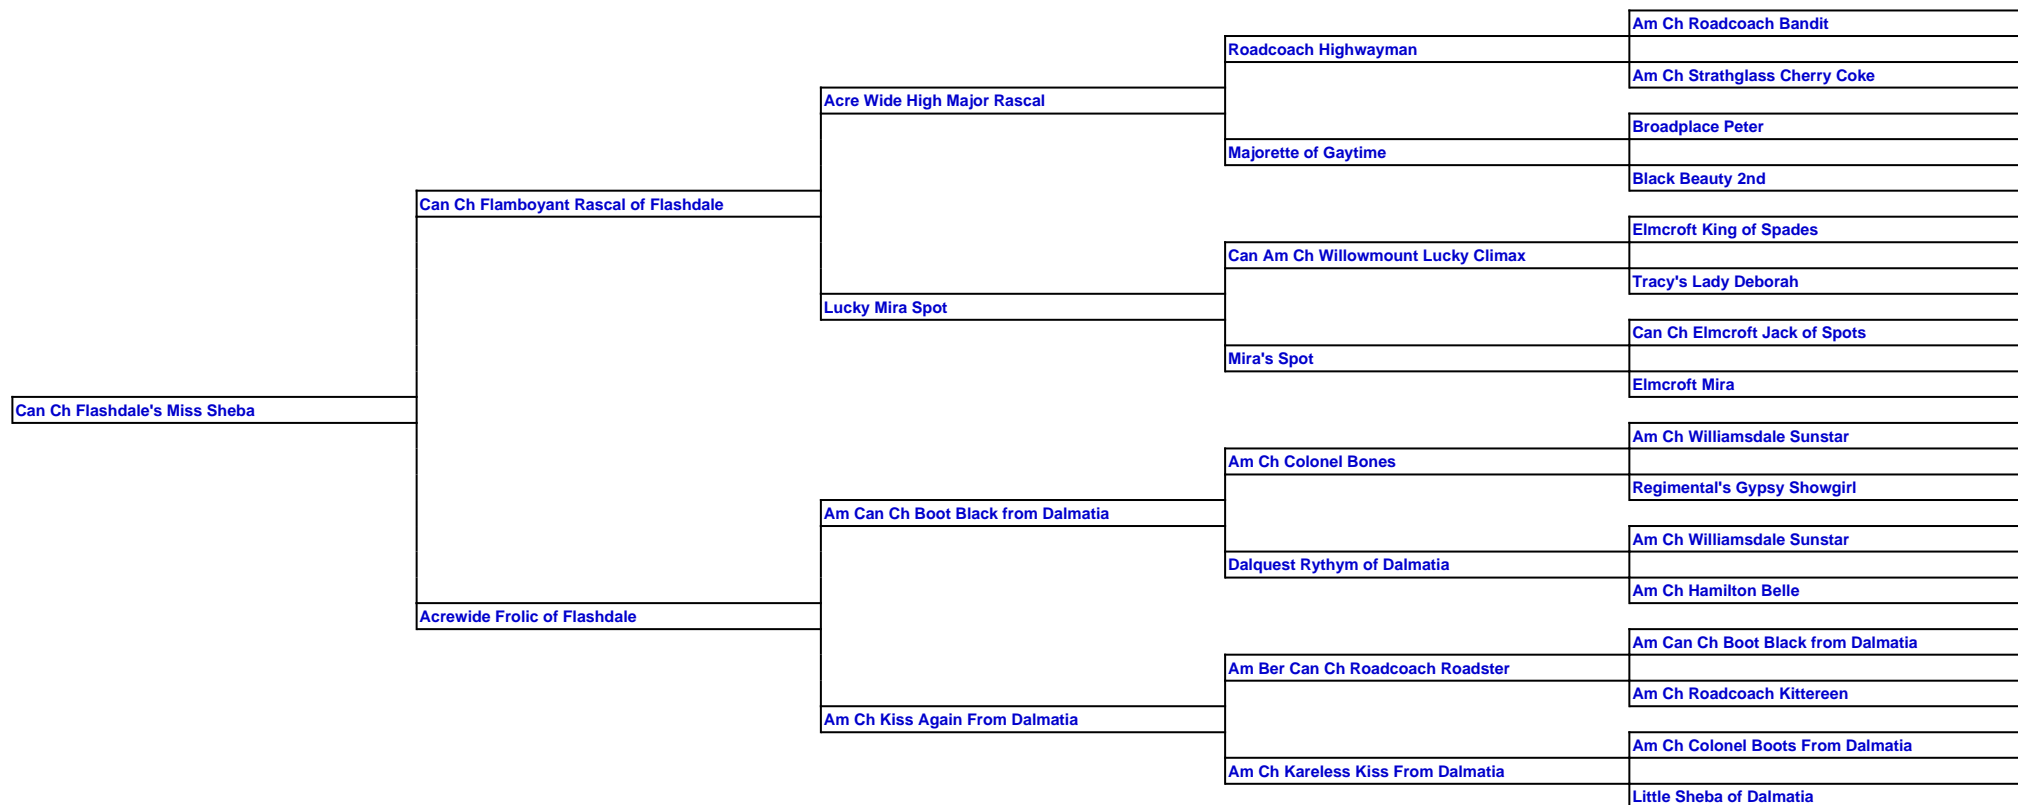 Am Ch Roadcoach Bandit
Roadcoach Highwayman
Am Ch Strathglass Cherry Coke
Acre Wide High Major Rascal
Broadplace Peter
Majorette of Gaytime
Black Beauty 2nd
Can Ch Flamboyant Rascal of Flashdale
Elmcroft King of Spades
Can Am Ch Willowmount Lucky Climax
Tracy's Lady Deborah
Lucky Mira Spot
Can Ch Elmcroft Jack of Spots
Mira's Spot
Elmcroft Mira
Can Ch Flashdale's Miss Sheba
Am Ch Williamsdale Sunstar
Am Ch Colonel Bones
Regimental's Gypsy Showgirl
Am Can Ch Boot Black from Dalmatia
Am Ch Williamsdale Sunstar
Dalquest Rythym of Dalmatia
Am Ch Hamilton Belle
Acrewide Frolic of Flashdale
Am Can Ch Boot Black from Dalmatia
Am Ber Can Ch Roadcoach Roadster
Am Ch Roadcoach Kittereen
Am Ch Kiss Again From Dalmatia
Am Ch Colonel Boots From Dalmatia
Am Ch Kareless Kiss From Dalmatia
Little Sheba of Dalmatia